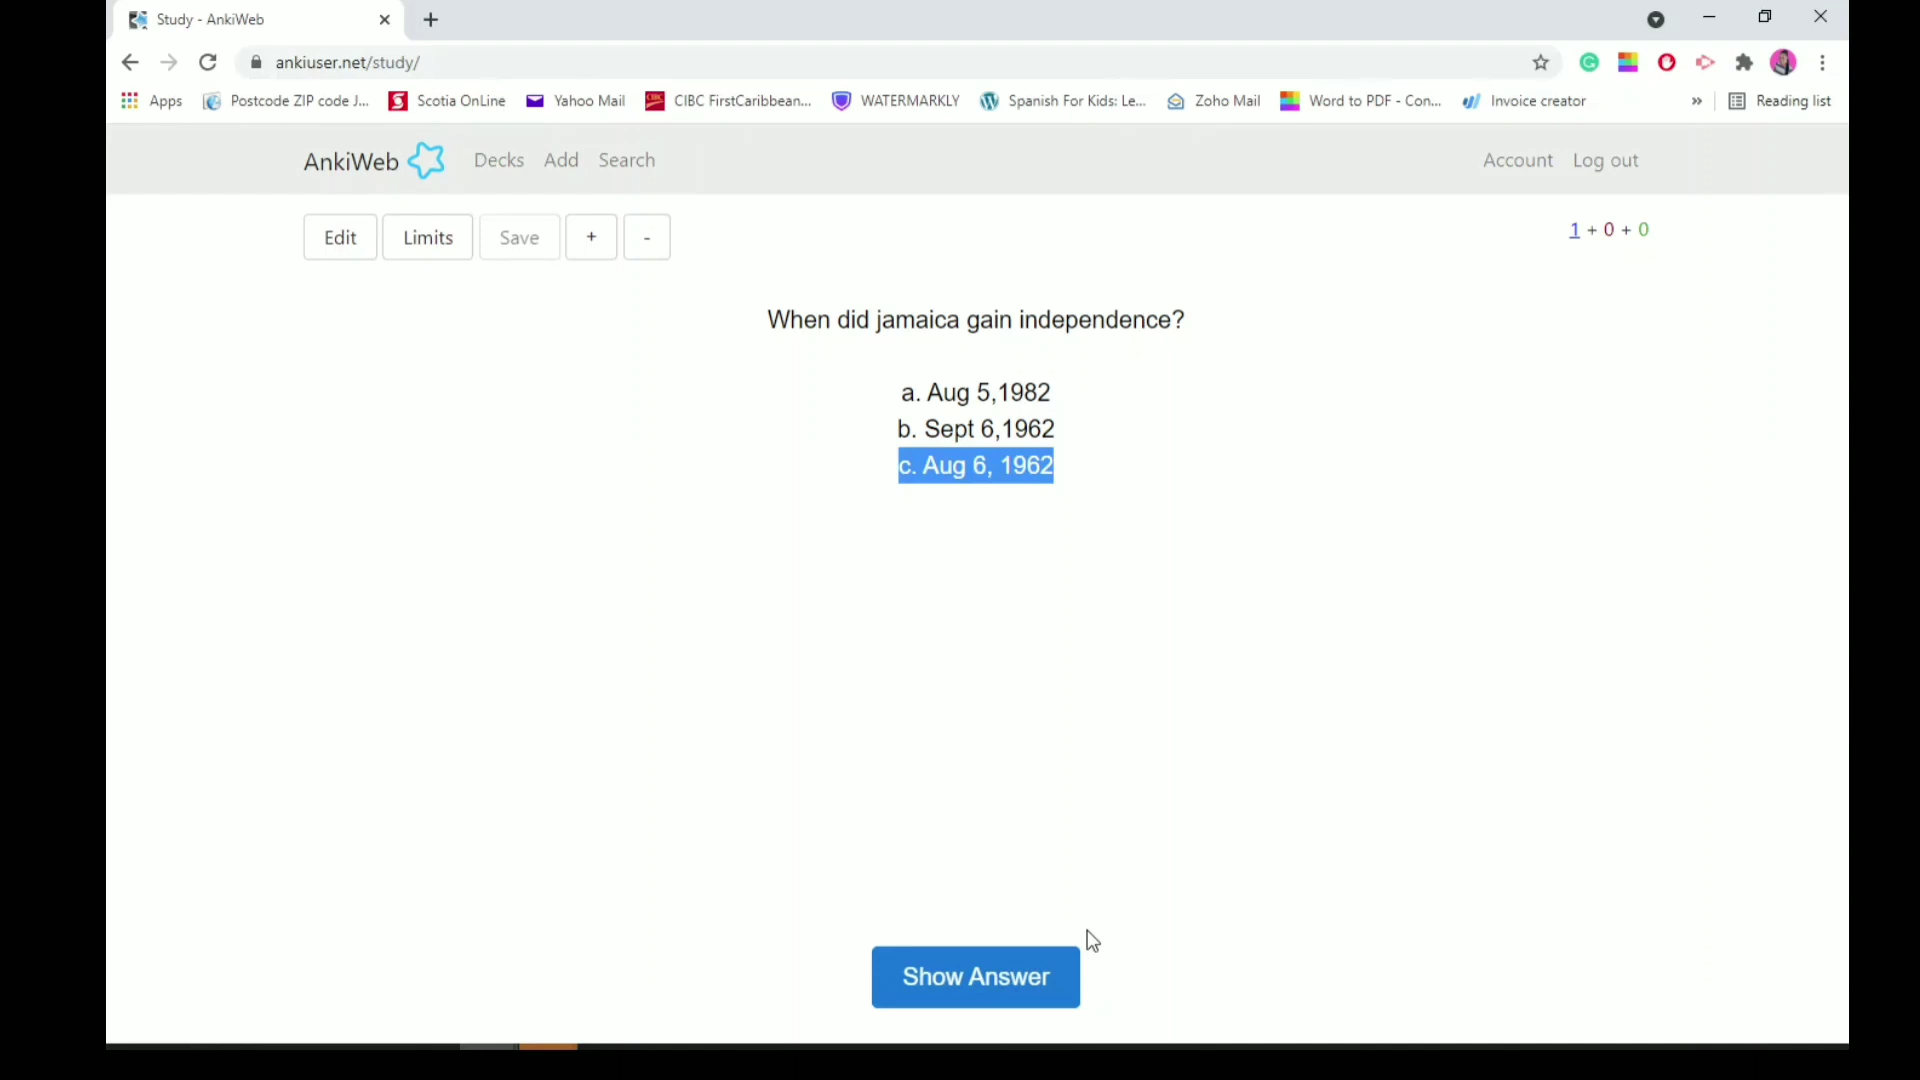 Study - AnkiWeb
ankiuser.net/study/
Apps Postcode ZIP code J... Scotia OnLine Yahoo Mail CIBC FirstCaribbean... WATERMARKLY Spanish For Kids: Le... Zoho Mail Word to PDF - Con... Invoice creator » Reading list
AnkiWeb Decks Add Search Account Log out
Edit Limits Save + - 1 + 0 + 0
When did jamaica gain independence?
a. Aug 5,1982
b. Sept 6,1962
c. Aug 6, 1962
Show Answer